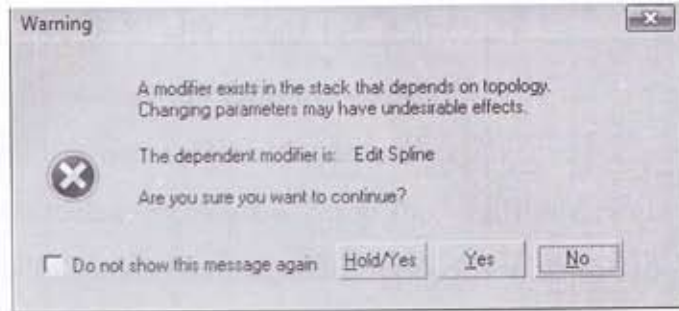 Warning
A modifier exists in the stack that depends on topology.
Changing parameters may have undesirable effects.
The dependent modifier is: Edit Spline
Are you sure you want to continue?
Do not show this message again Hold/Yes Yes No